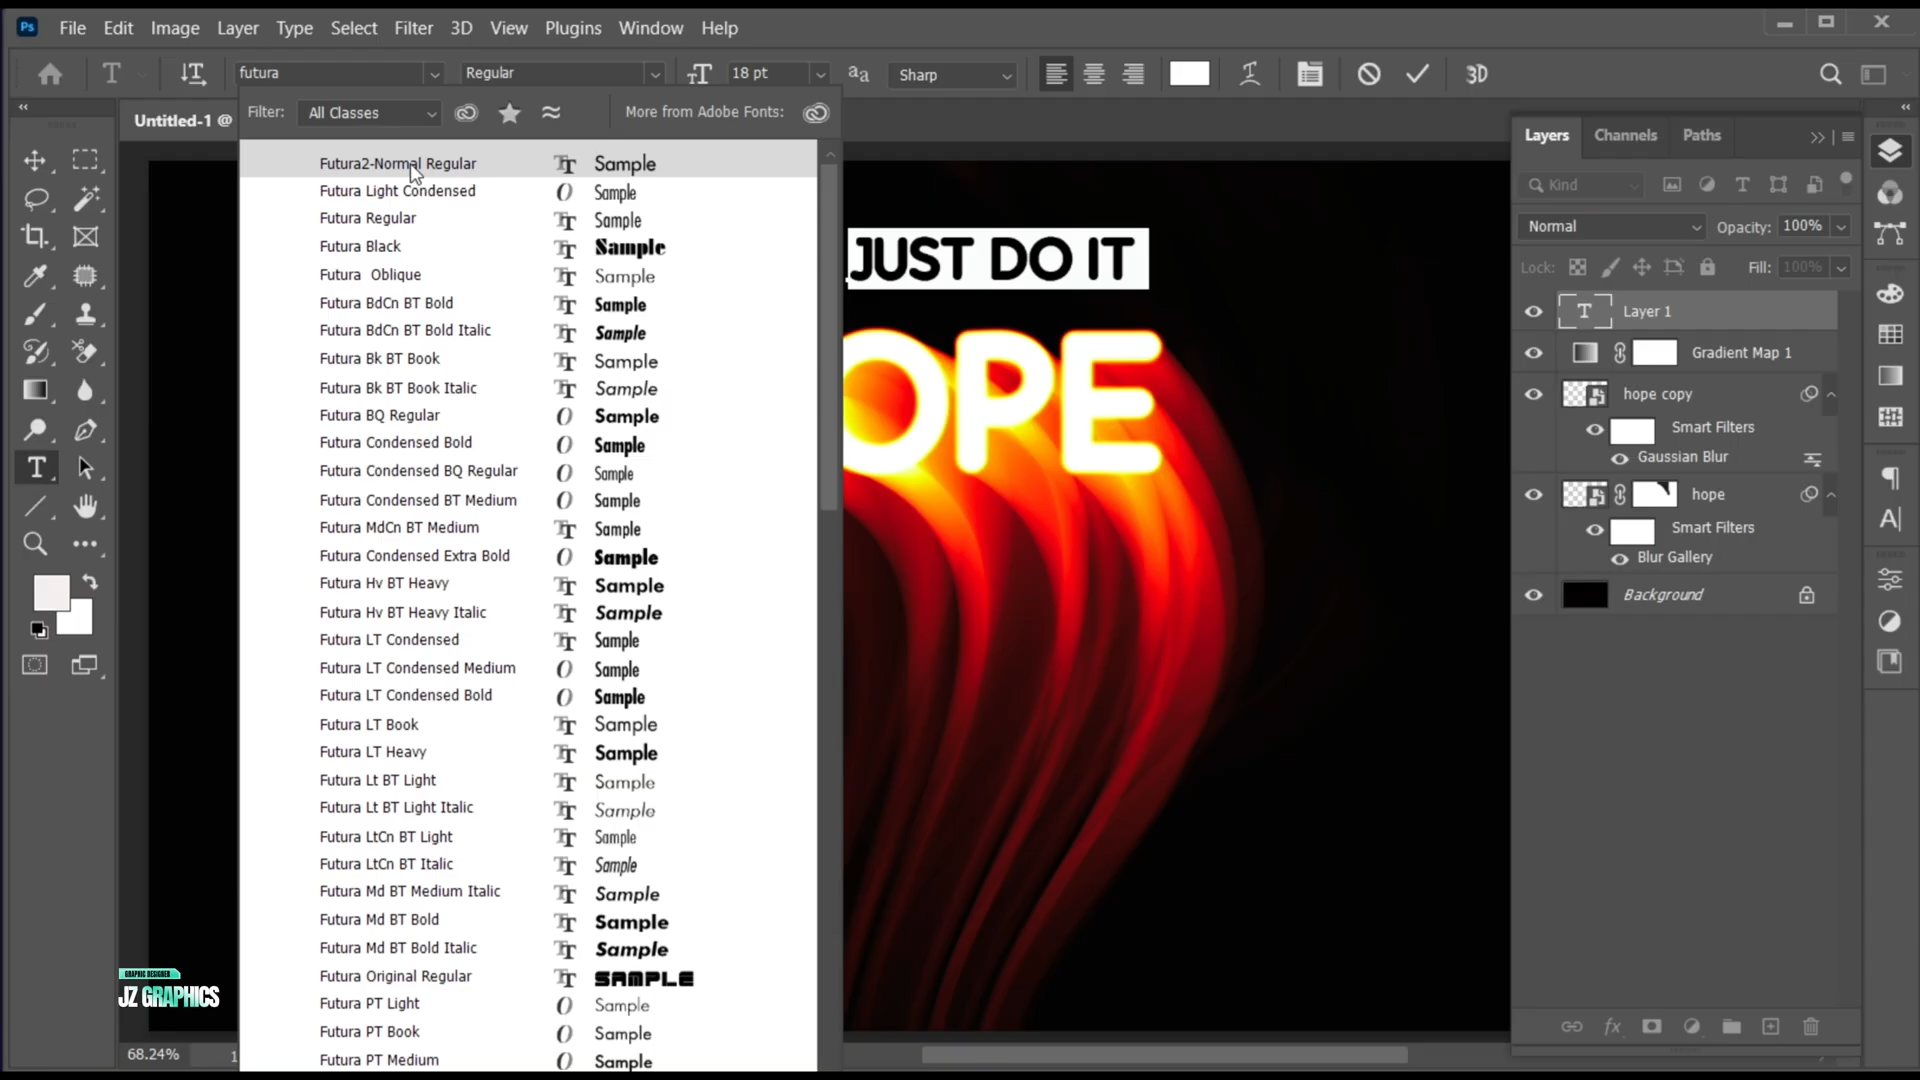 Ps File Edit Image Layer Type Select Filter 3D View Plugins Window Help
futura Regular 18 pt aa Sharp 3D
Untitled-1 @
Filter: All Classes More from Adobe Fonts:
Futura2-Normal Regular Sample
Futura Light Condensed Sample
Futura Regular Sample
Futura Black Sample
Futura Oblique Sample
Futura BdCn BT Bold Sample
Futura BdCn BT Bold Italic Sample
Futura Bk BT Book Sample
Futura Bk BT Book Italic Sample
Futura BQ Regular Sample
Futura Condensed Bold Sample
Futura Condensed BQ Regular Sample
Futura Condensed BT Medium Sample
Futura MdCn BT Medium Sample
Futura Condensed Extra Bold Sample
Futura Hv BT Heavy Sample
Futura Hv BT Heavy Italic Sample
Futura LT Condensed Sample
Futura LT Condensed Medium Sample
Futura LT Condensed Bold Sample
Futura LT Book Sample
Futura LT Heavy Sample
Futura Lt BT Light Sample
Futura Lt BT Light Italic Sample
Futura LtCn BT Light Sample
Futura LtCn BT Italic Sample
Futura Md BT Medium Italic Sample
Futura Md BT Bold Sample
Futura Md BT Bold Italic Sample
Futura Original Regular SAMPLE
Futura PT Light Sample
Futura PT Book Sample
Futura PT Medium Sample
JUST DO IT
OPE
Layers Channels Paths
Kind
Normal Opacity: 100%
Lock: Fill: 100%
Layer 1
Gradient Map 1
hope copy
Smart Filters
Gaussian Blur
hope
Smart Filters
Blur Gallery
Background
fx
GRAPHIC DESIGNER
JZ GRAPHICS
68.24% 1